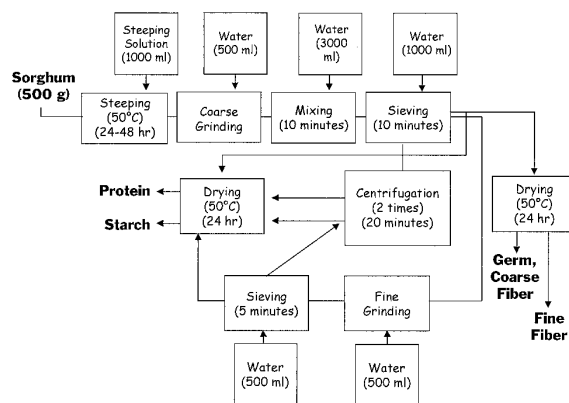 Steeping
Solution
(1000 ml)
Water
(500 ml)
Water
(3000
ml)
Water
(1000 ml)
Sorghum
(500 g)
Steeping
(50°C)
(24-48 hr)
Coarse
Grinding
Mixing
(10 minutes)
Sieving
(10 minutes)
Protein
Starch
Drying
(50°C)
(24 hr)
Centrifugation
(2 times)
(20 minutes)
Drying
(50°C)
(24 hr)
Germ,
Coarse
Fiber
Fine
Fiber
Sieving
(5 minutes)
Fine
Grinding
Water
(500 ml)
Water
(500 ml)